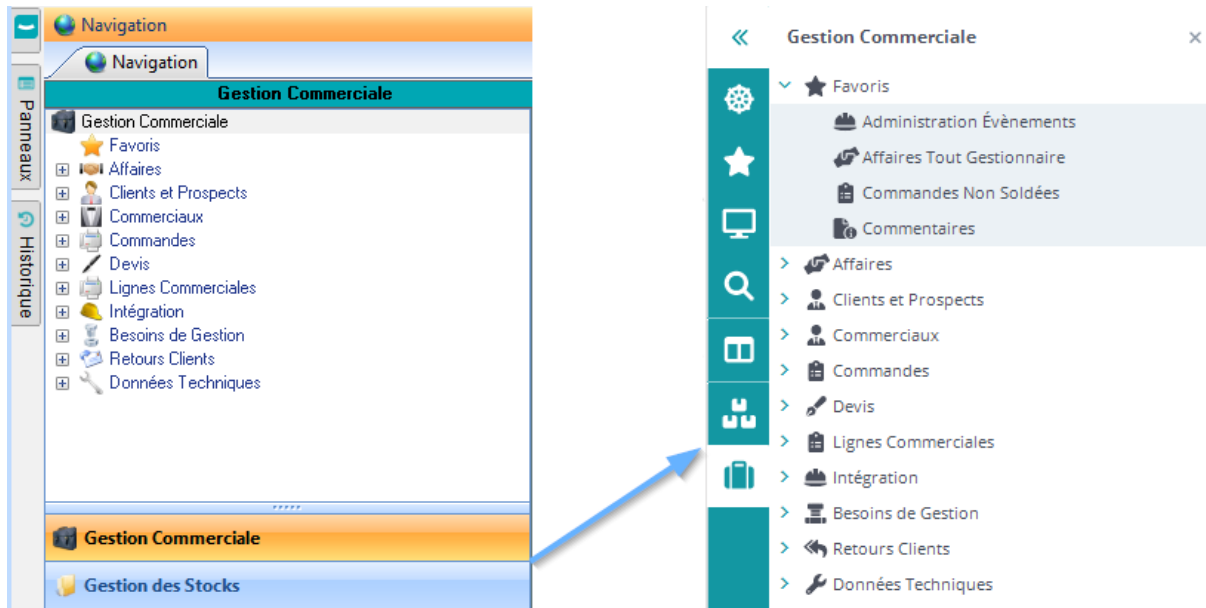 Navigation
Navigation
Panneaux
Historique
Gestion Commerciale
Gestion Commerciale
Favoris
Affaires
Clients et Prospects
Commerciaux
Commandes
Devis
Lignes Commerciales
Intégration
Besoins de Gestion
Retours Clients
Données Techniques
Gestion Commerciale
Gestion des Stocks
Gestion Commerciale
Favoris
Administration Évènements
Affaires Tout Gestionnaire
Commandes Non Soldées
Commentaires
Affaires
Clients et Prospects
Commerciaux
Commandes
Devis
Lignes Commerciales
Intégration
Besoins de Gestion
Retours Clients
Données Techniques